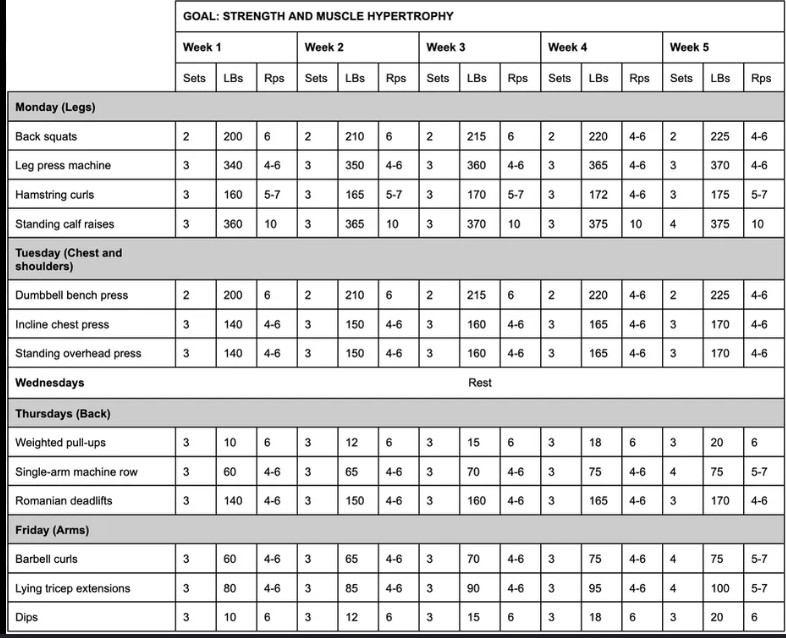 GOAL: STRENGTH AND MUSCLE HYPERTROPHY
Week 1 Week 2 Week 3 Week 4 Week 5
Sets LBs Rps Sets LBs Rps Sets LBs Rps Sets LBs Rps Sets LBs Rps
Monday (Legs)
Back squats 2 200 6 2 210 6 2 215 6 2 220 4-6 2 225 4-6
Leg press machine 3 340 4-6 3 350 4-6 3 360 4-6 3 365 4-6 3 370 4-6
Hamstring curls 3 160 5-7 3 165 5-7 3 170 5-7 3 172 4-6 3 175 5-7
Standing calf raises 3 360 10 3 365 10 3 370 10 3 375 10 4 375 10
Tuesday (Chest and
shoulders)
Dumbbell bench press 2 200 6 2 210 6 2 215 6 2 220 4-6 2 225 4-6
Incline chest press 3 140 4-6 3 150 4-6 3 160 4-6 3 165 4-6 3 170 4-6
Standing overhead press 3 140 4-6 3 150 4-6 3 160 4-6 3 165 4-6 3 170 4-6
Wednesdays Rest
Thursdays (Back)
Weighted pull-ups 3 10 6 3 12 6 3 15 6 3 18 6 3 20 6
Single-arm machine row 3 60 4-6 3 65 4-6 3 70 4-6 3 75 4-6 4 75 5-7
Romanian deadlifts 3 140 4-6 3 150 4-6 3 160 4-6 3 165 4-6 3 170 4-6
Friday (Arms)
Barbell curls 3 60 4-6 3 65 4-6 3 70 4-6 3 75 4-6 4 75 5-7
Lying tricep extensions 3 80 4-6 3 85 4-6 3 90 4-6 3 95 4-6 4 100 5-7
Dips 3 10 6 3 12 6 3 15 6 3 18 6 3 20 6